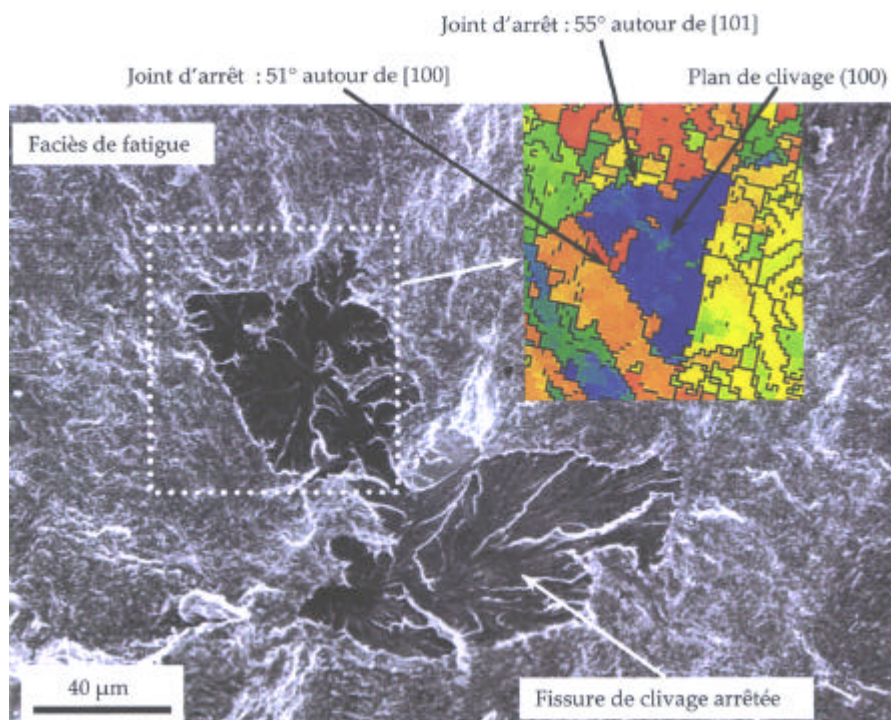 Joint d'arrêt : 55° autour de [101]
Joint d'arrêt : 51° autour de [100]
Plan de clivage (100)
Faciès de fatigue
40 µm
Fissure de clivage arrêtée